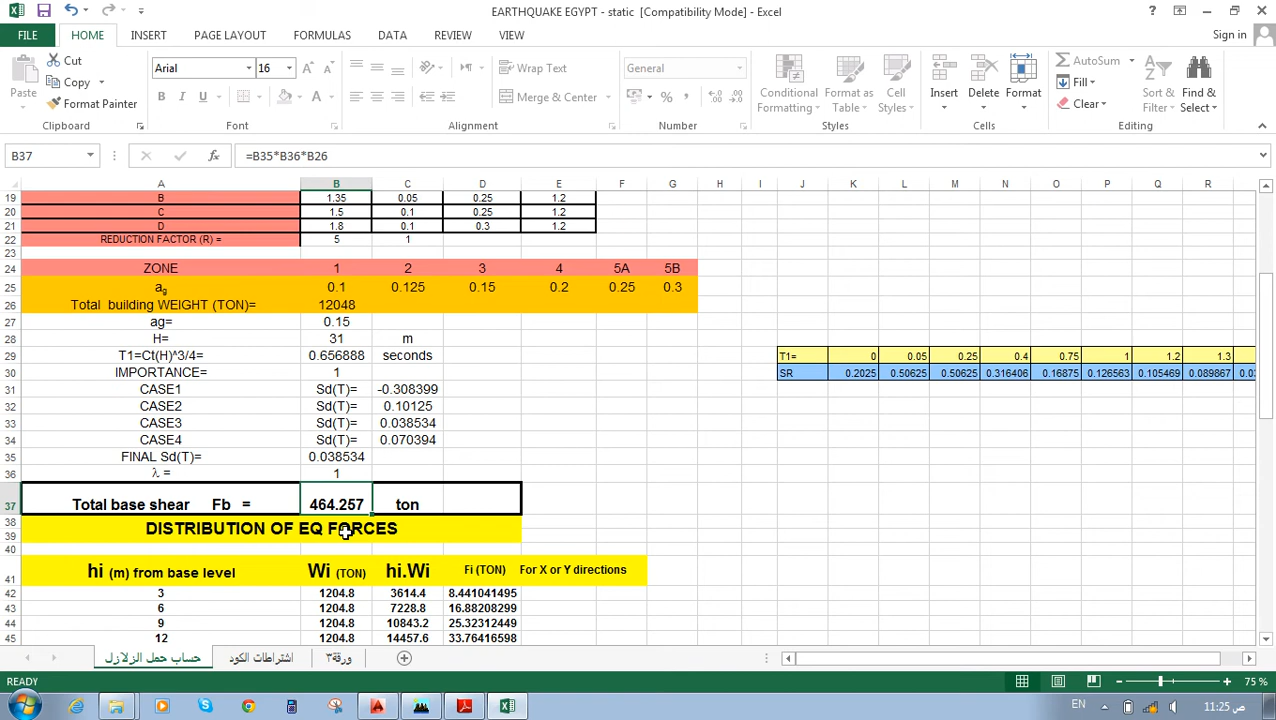 EARTHQUAKE EGYPT - static [Compatibility Mode] - Excel
FILE HOME INSERT PAGE LAYOUT FORMULAS DATA REVIEW VIEW Sign in
Paste Cut Copy Format Painter Clipboard
Arial 16 B I U A Font
Wrap Text Merge & Center Alignment
General % , Number
Conditional Formatting Format as Table Cell Styles Styles
Insert Delete Format Cells
AutoSum Fill Clear Sort & Filter Find & Select Editing
B37 fx =B35*B36*B26
A B C D E F G H I J K L M N O P Q R
19 B 1.35 0.05 0.25 1.2
20 C 1.5 0.1 0.25 1.2
21 D 1.8 0.1 0.3 1.2
22 REDUCTION FACTOR (R) = 5 1
23
24 ZONE 1 2 3 4 5A 5B
25 ag 0.1 0.125 0.15 0.2 0.25 0.3
26 Total building WEIGHT (TON)= 12048
27 ag= 0.15
28 H= 31 m
29 T1=Ct(H)^3/4= 0.656888 seconds T1= 0 0.05 0.25 0.4 0.75 1 1.2 1.3
30 IMPORTANCE= 1 SR 0.2025 0.50625 0.50625 0.316406 0.16875 0.126563 0.105469 0.089867
31 CASE1 Sd(T)= -0.308399
32 CASE2 Sd(T)= 0.10125
33 CASE3 Sd(T)= 0.038534
34 CASE4 Sd(T)= 0.070394
35 FINAL Sd(T)= 0.038534
36 λ = 1
37 Total base shear Fb = 464.257 ton
38 DISTRIBUTION OF EQ FORCES
39
40
41 hi (m) from base level Wi (TON) hi.Wi Fi (TON) For X or Y directions
42 3 1204.8 3614.4 8.441041495
43 6 1204.8 7228.8 16.88208299
44 9 1204.8 10843.2 25.32312449
45 12 1204.8 14457.6 33.76416598
حساب حمل الزلازل اشتراطات الكود ورقة٣
READY 75 %
EN 11:25 ص